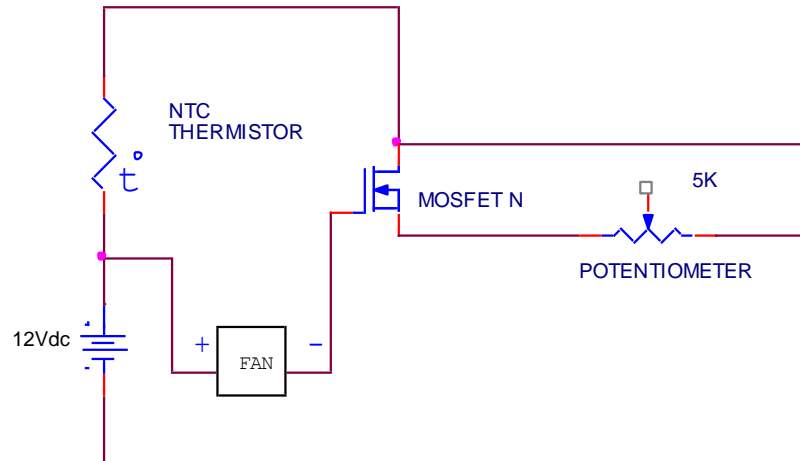 NTC
THERMISTOR
t°
5K
MOSFET N
POTENTIOMETER
12Vdc
+
FAN
-